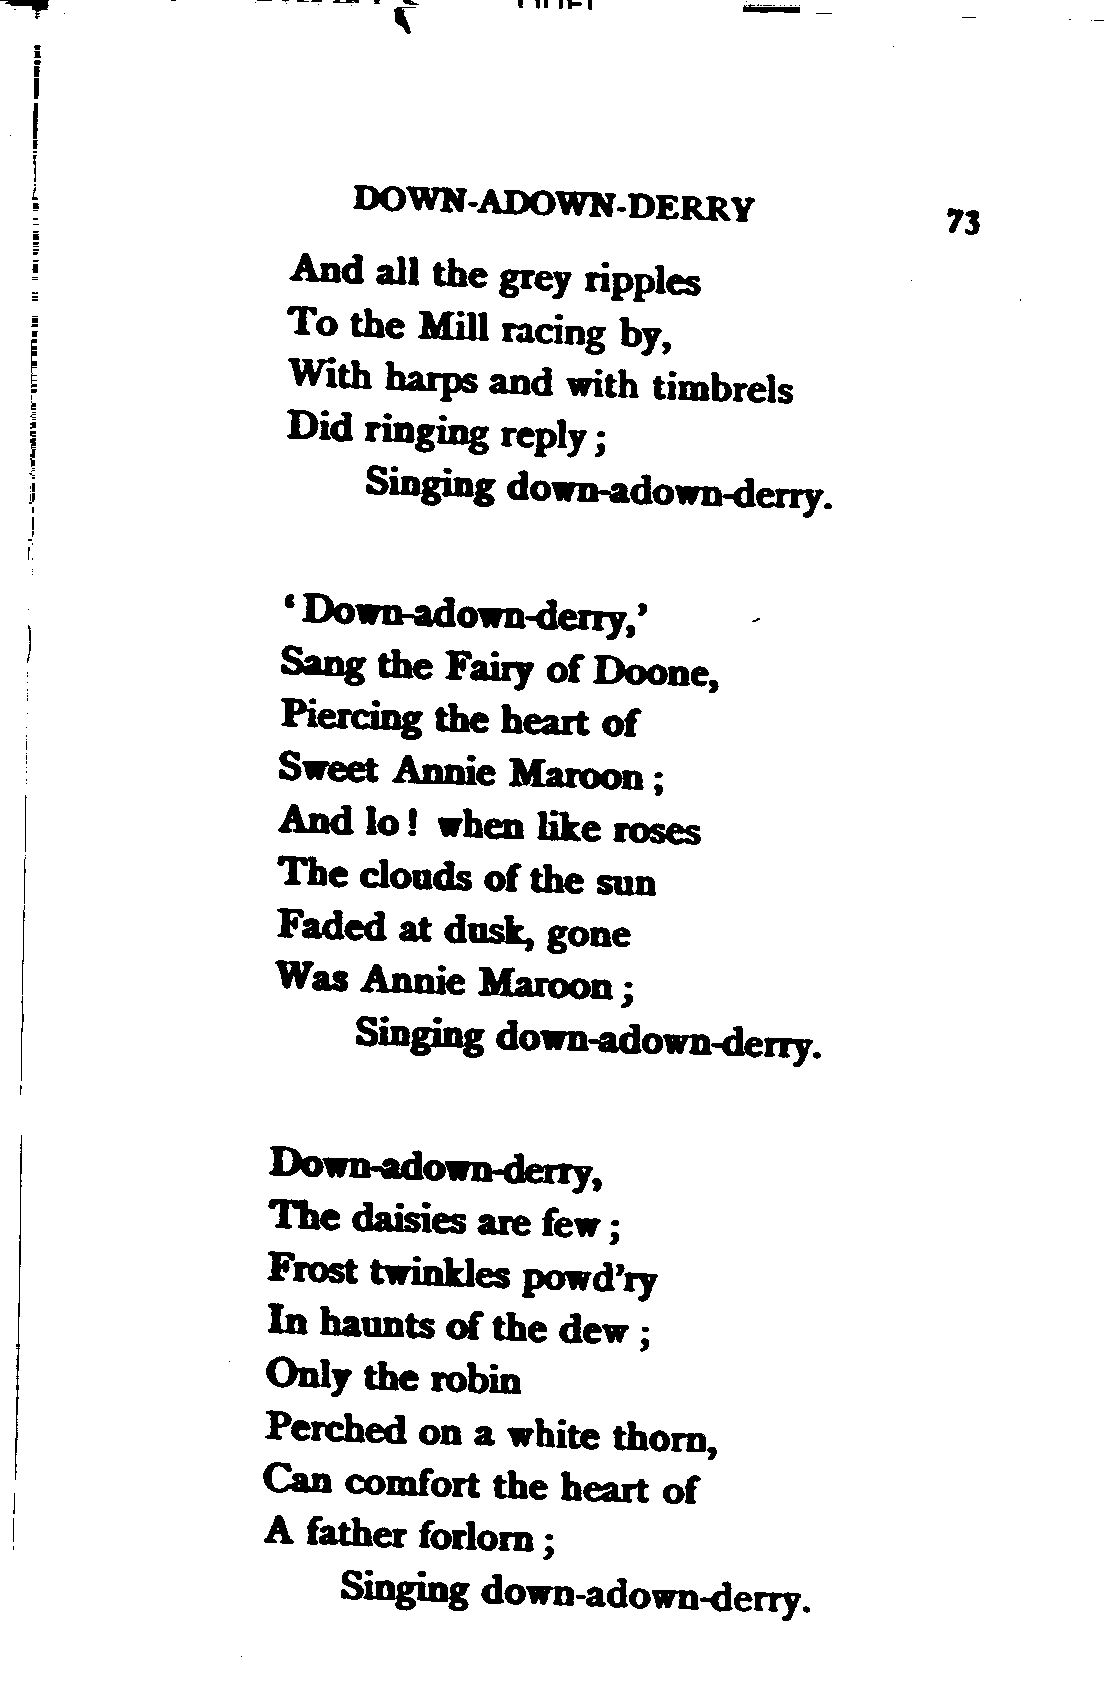 DOWN-ADOWN-DERRY 73
And all the grey ripples
To the Mill racing by,
With harps and with timbrels
Did ringing reply ;
Singing down-adown-derry.
‘ Down-adown-derry,’
Sang the Fairy of Doone,
Piercing the heart of
Sweet Annie Maroon ;
And lo ! when like roses
The clouds of the sun
Faded at dusk, gone
Was Annie Maroon ;
Singing down-adown-derry.
Down-adown-derry,
The daisies are few ;
Frost twinkles powd’ry
In haunts of the dew ;
Only the robin
Perched on a white thorn,
Can comfort the heart of
A father forlorn ;
Singing down-adown-derry.